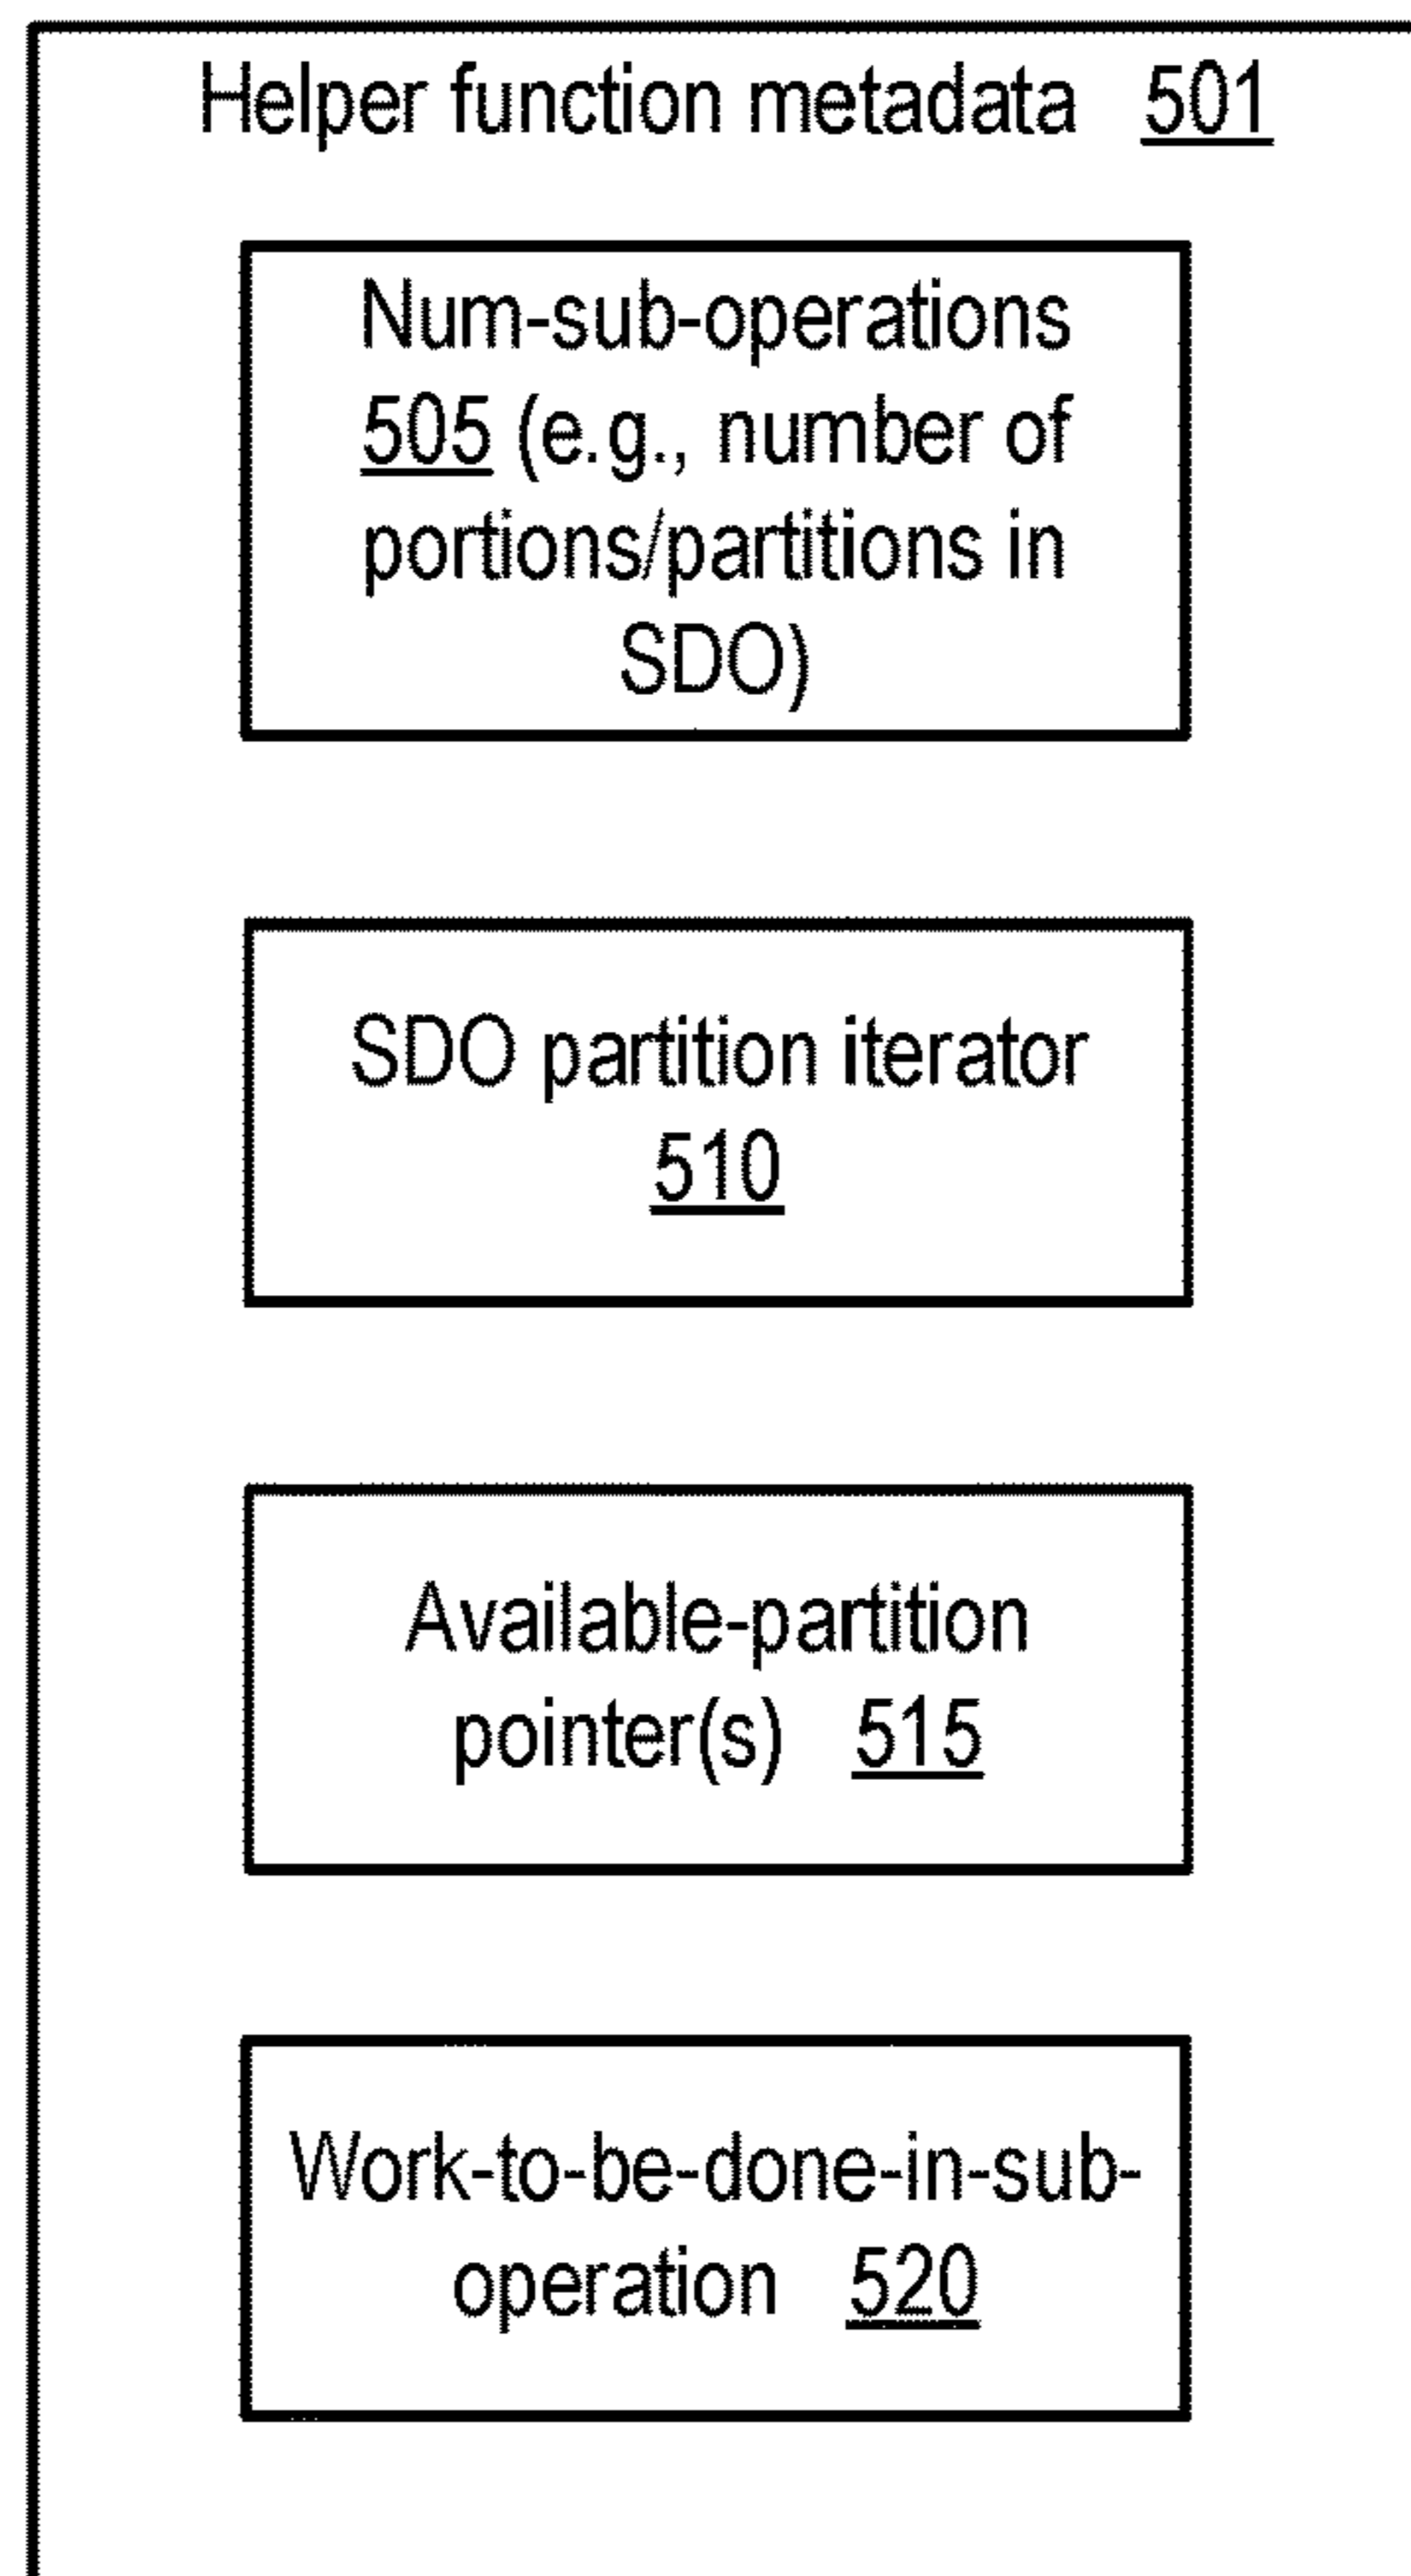 Helper function metadata 501
Num-sub-operations
505 (e.g., number of
portions/partitions in
SDO)
SDO partition iterator
510
Available-partition
pointer(s) 515
Work-to-be-done-in-sub-
operation 520